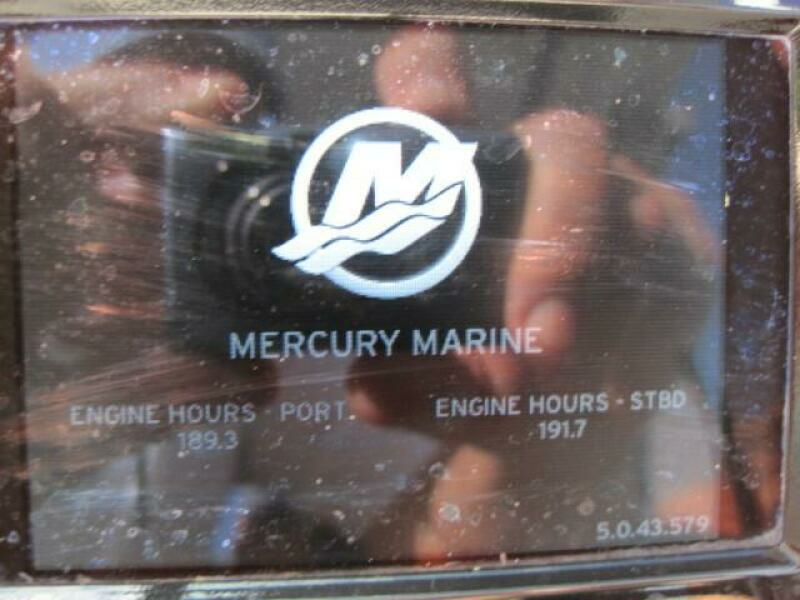 M
MERCURY MARINE
ENGINE HOURS - PORT
189.3
ENGINE HOURS - STBD
191.7
5.0.43.579